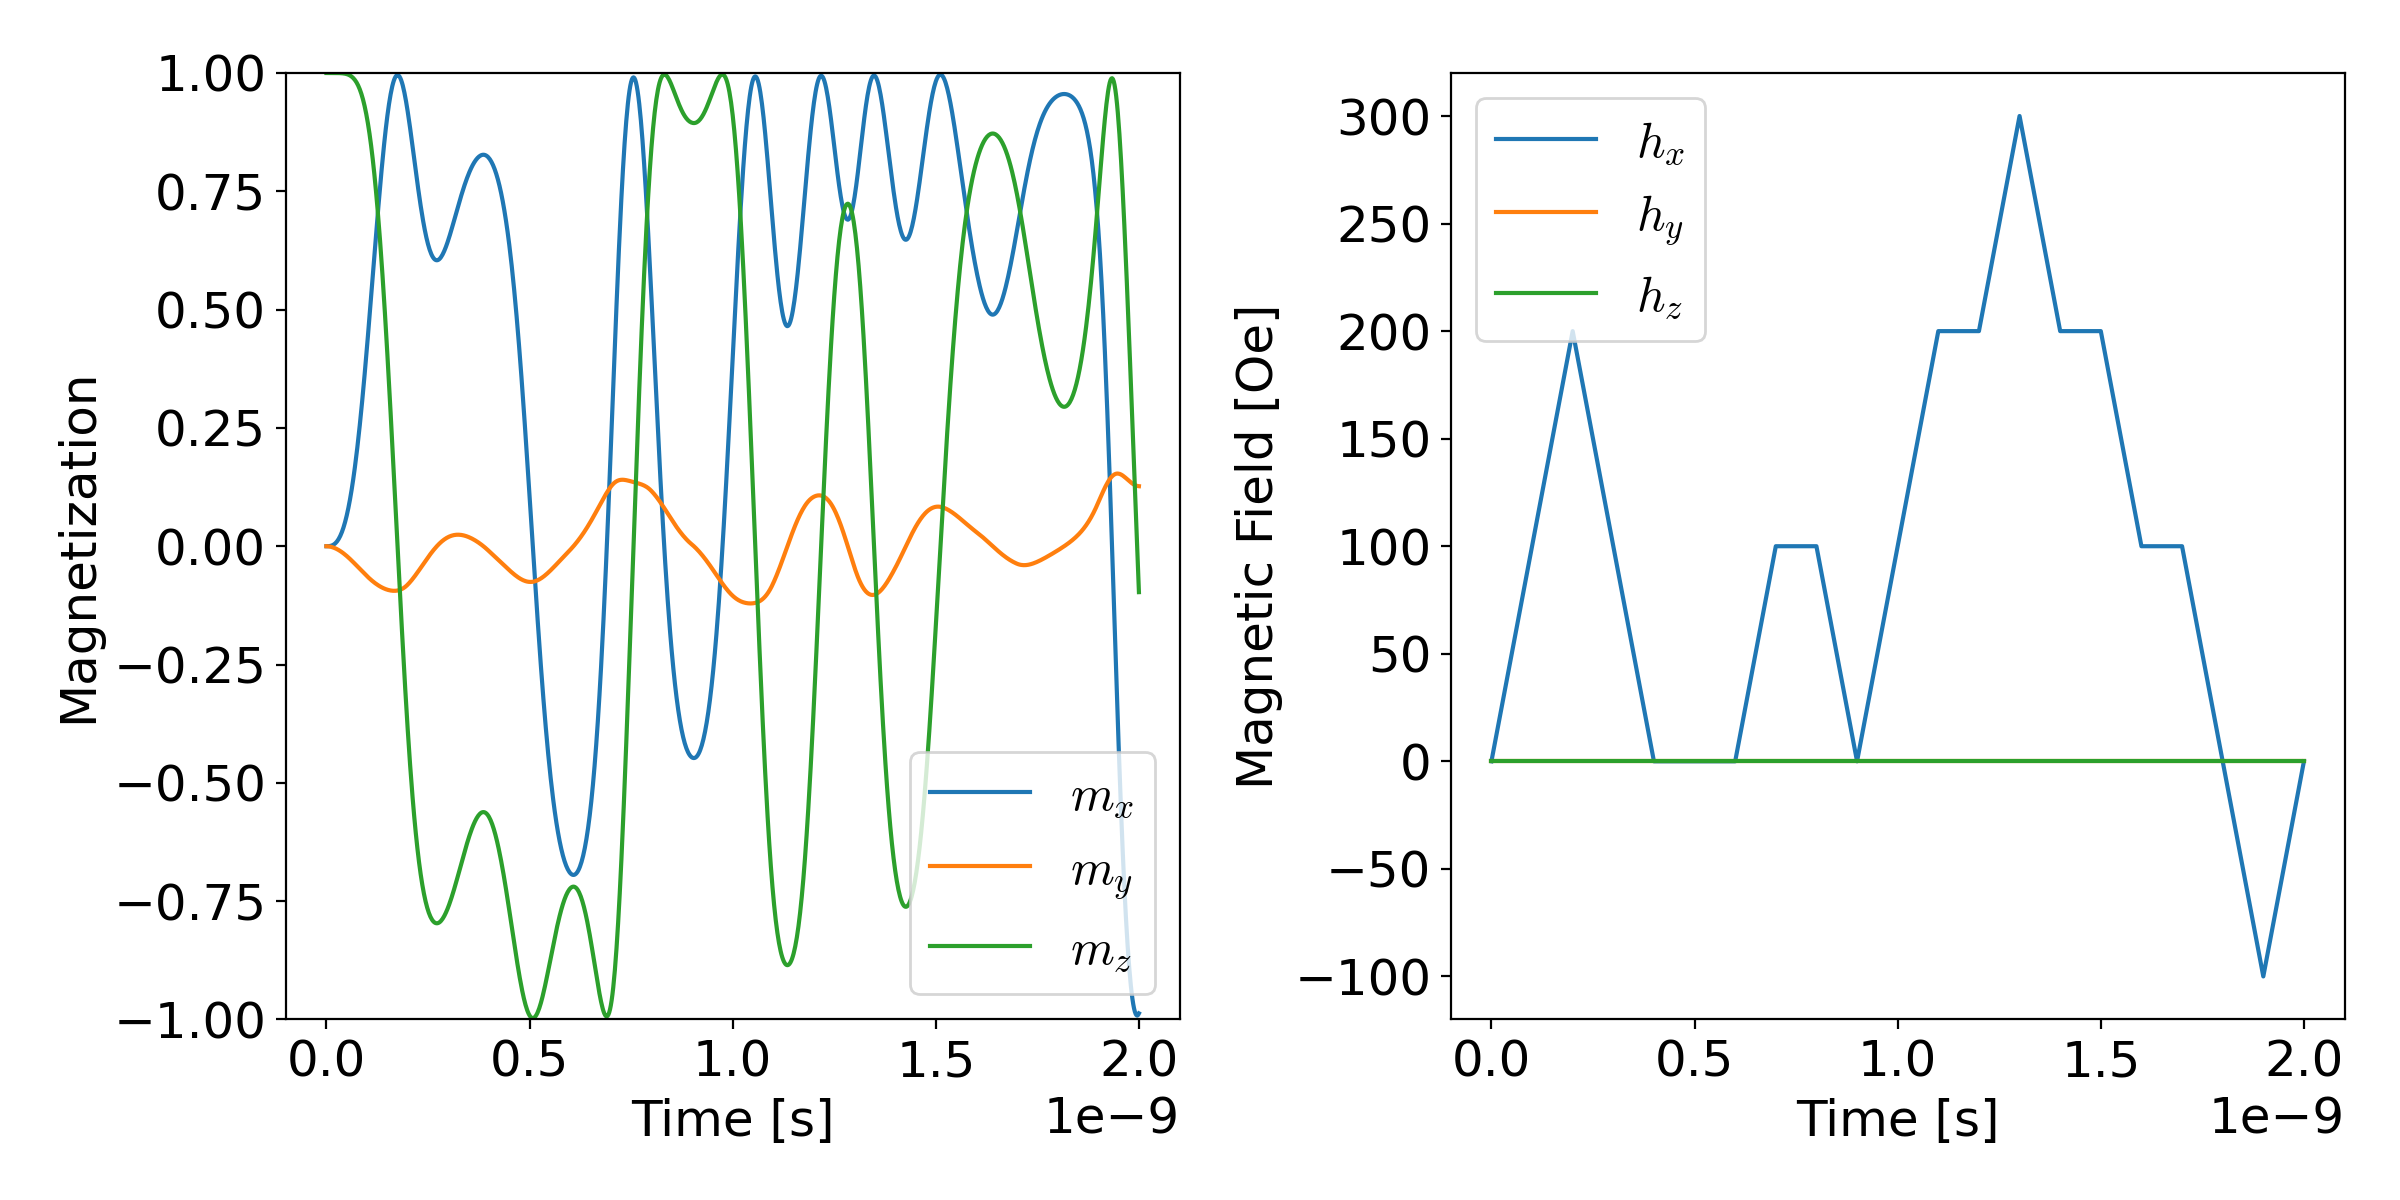 Magnetization
1.00
0.75
0.50
0.25
0.00
−0.25
−0.50
−0.75
−1.00
m_x
m_y
m_z
0.0 0.5 1.0 1.5 2.0
Time [s]
1e−9
Magnetic Field [Oe]
300
250
200
150
100
50
0
−50
−100
h_x
h_y
h_z
0.0 0.5 1.0 1.5 2.0
Time [s]
1e−9